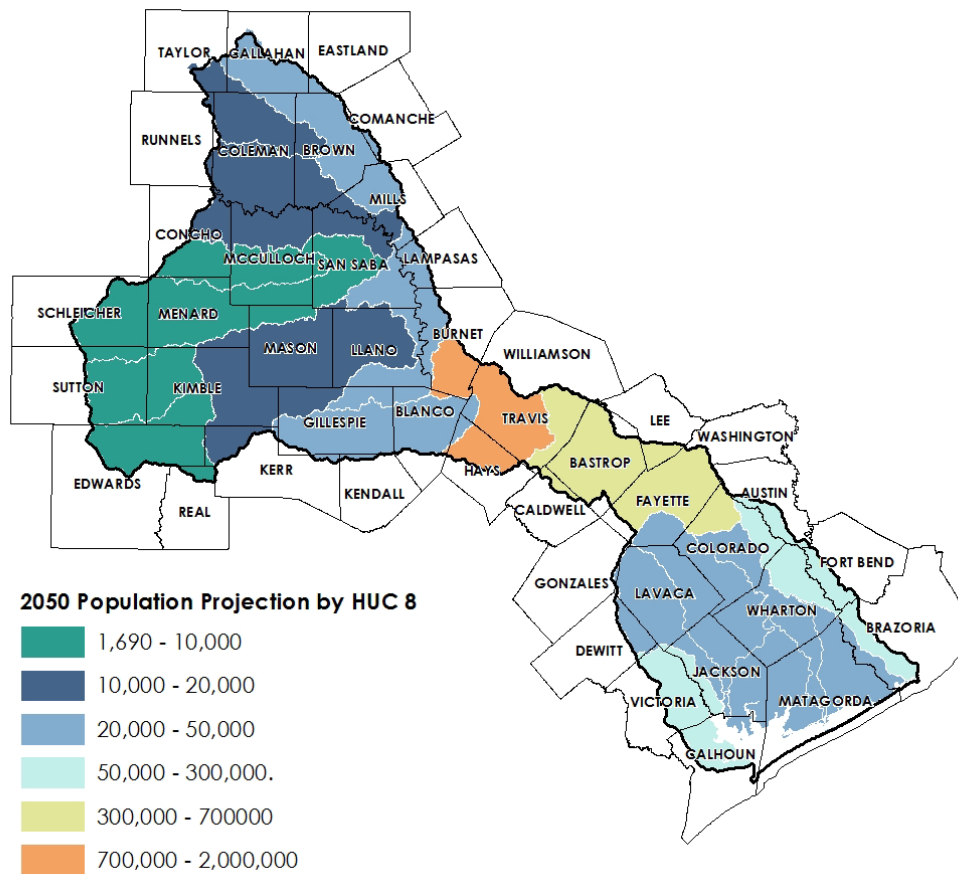 TAYLOR
CALLAHAN
EASTLAND
COMANCHE
RUNNELS
COLEMAN
BROWN
MILLS
CONCHO
MCCULLOCH
SAN SABA
LAMPASAS
SCHLEICHER
MENARD
BURNET
MASON
LLANO
WILLIAMSON
SUTTON
KIMBLE
GILLESPIE
BLANCO
TRAVIS
LEE
WASHINGTON
BASTROP
EDWARDS
REAL
KERR
KENDALL
HAYS
CALDWELL
FAYETTE
AUSTIN
COLORADO
FORT BEND
GONZALES
LAVACA
WHARTON
BRAZORIA
DEWITT
JACKSON
VICTORIA
MATAGORDA
CALHOUN
2050 Population Projection by HUC 8
1,690 - 10,000
10,000 - 20,000
20,000 - 50,000
50,000 - 300,000.
300,000 - 700000
700,000 - 2,000,000